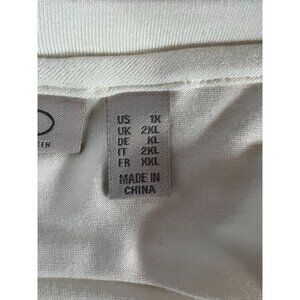 US 1X
UK 2XL
DE XL
IT 2XL
FR XXL
MADE IN
CHINA